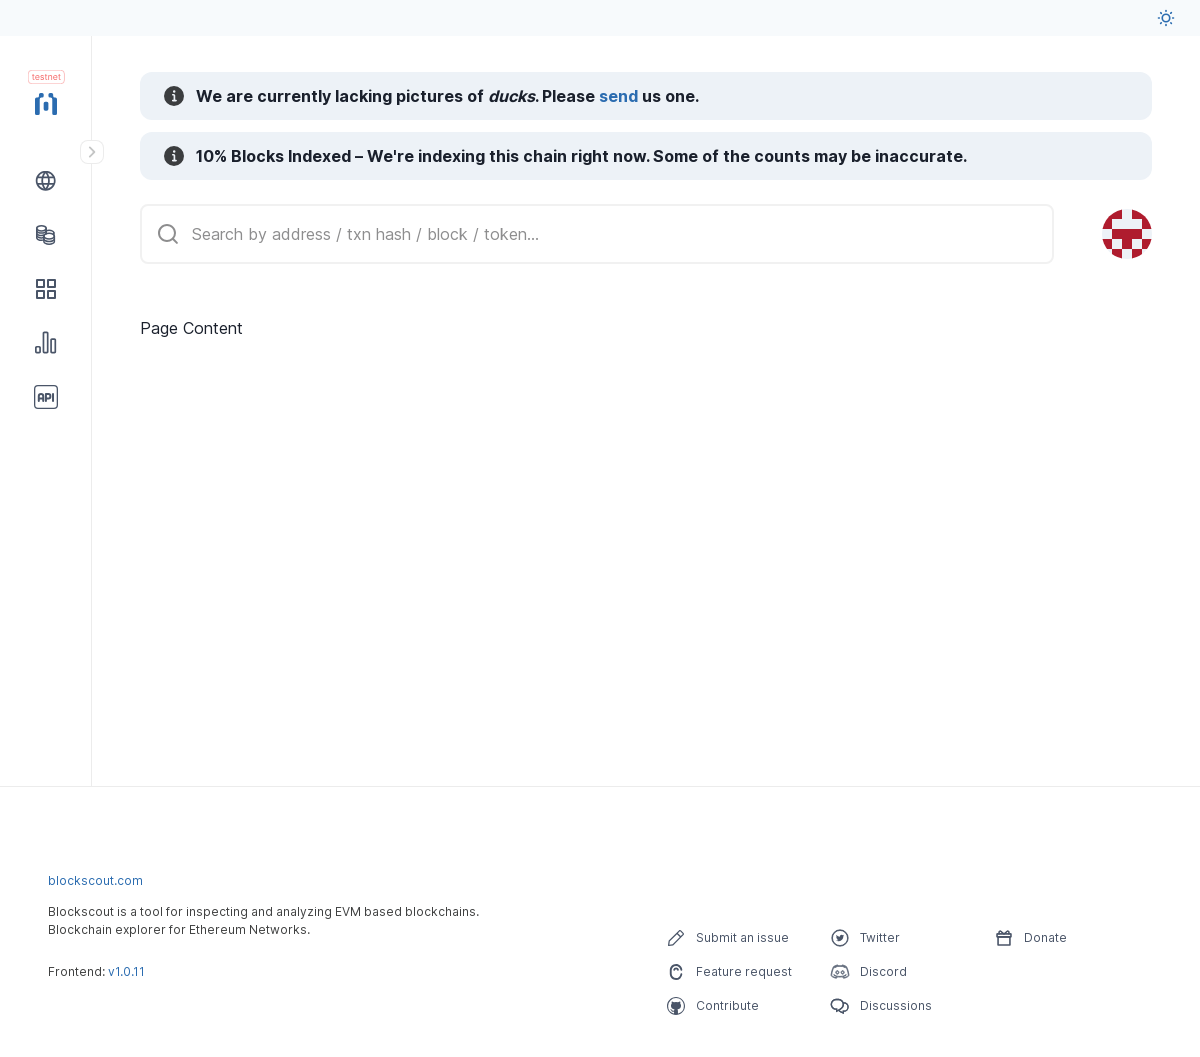 testnet
We are currently lacking pictures of ducks. Please send us one.
10% Blocks Indexed – We're indexing this chain right now. Some of the counts may be inaccurate.
Search by address / txn hash / block / token...
Page Content
API
blockscout.com
Blockscout is a tool for inspecting and analyzing EVM based blockchains.
Blockchain explorer for Ethereum Networks.
Frontend: v1.0.11
Submit an issue
Twitter
Donate
Feature request
Discord
Contribute
Discussions